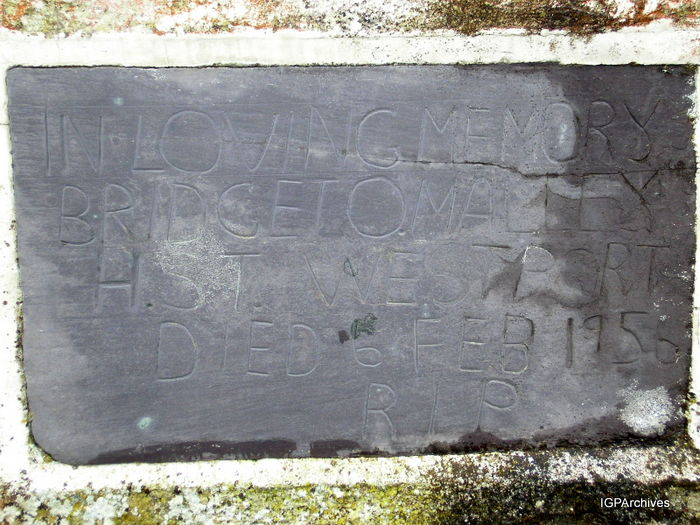 IN LOVING MEMORY
BRIDGET O.MALLEY
H ST. WESTPORT
DIED 6 FEB 1956
RIP
IGPArchives